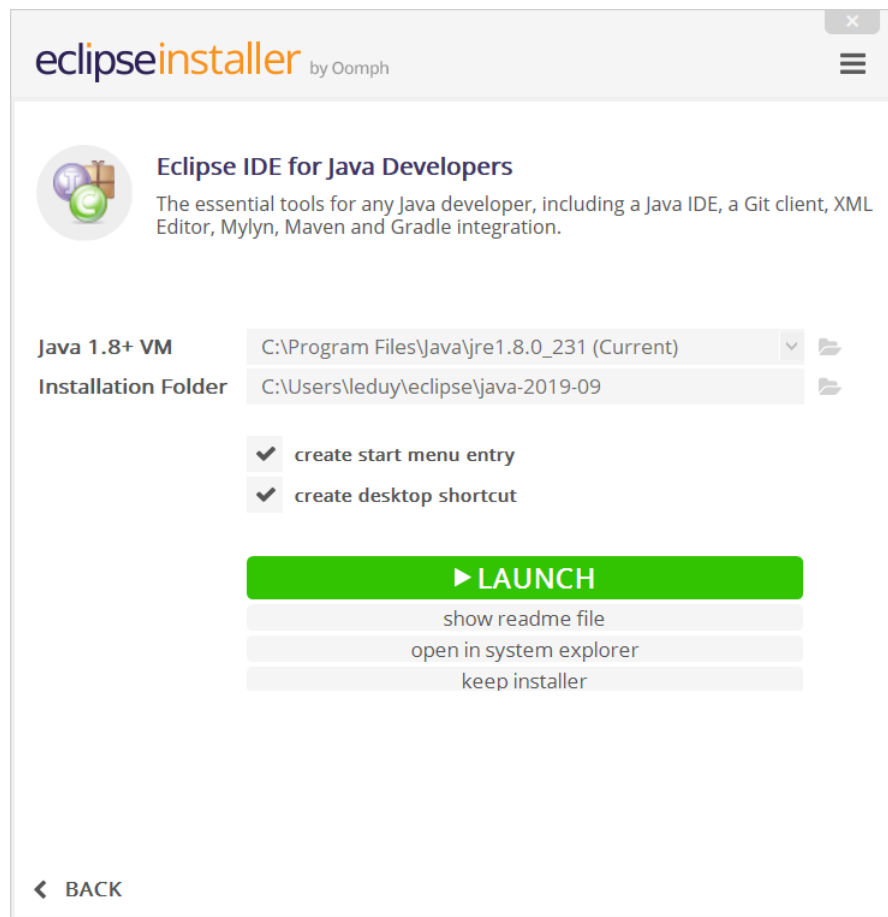 eclipseinstaller by Oomph
Eclipse IDE for Java Developers
The essential tools for any Java developer, including a Java IDE, a Git client, XML
Editor, Mylyn, Maven and Gradle integration.
Java 1.8+ VM C:\Program Files\Java\jre1.8.0_231 (Current)
Installation Folder C:\Users\leduy\eclipse\java-2019-09
create start menu entry
create desktop shortcut
LAUNCH
show readme file
open in system explorer
keep installer
BACK